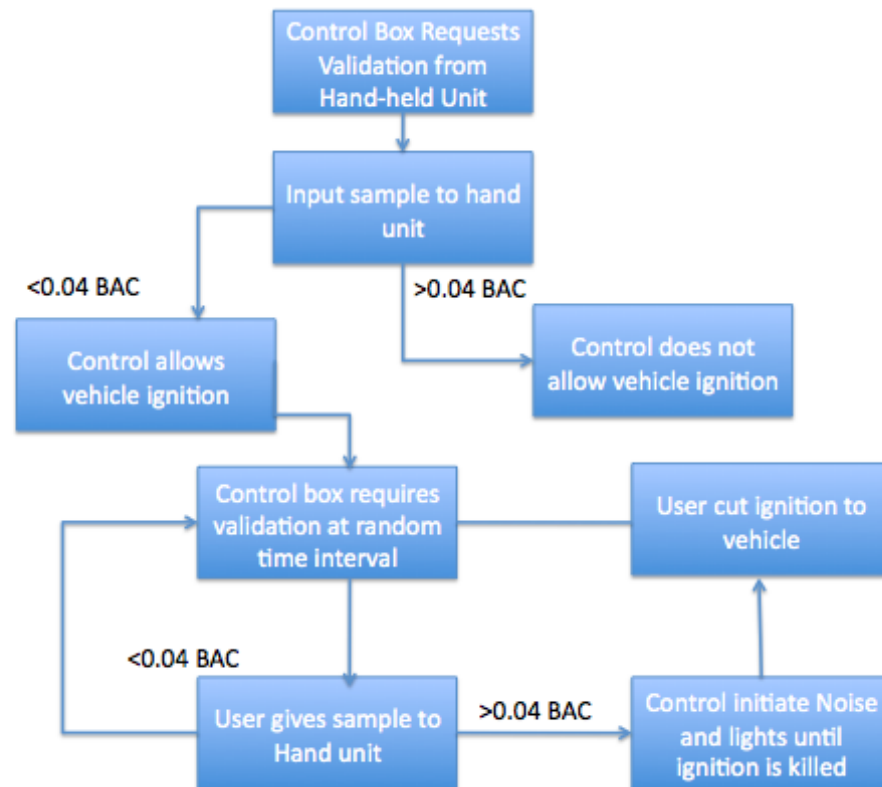 Control Box Requests
Validation from
Hand-held Unit
Input sample to hand
unit
<0.04 BAC
>0.04 BAC
Control allows
vehicle ignition
Control does not
allow vehicle ignition
Control box requires
validation at random
time interval
User cut ignition to
vehicle
<0.04 BAC
User gives sample to
Hand unit
>0.04 BAC
Control initiate Noise
and lights until
ignition is killed